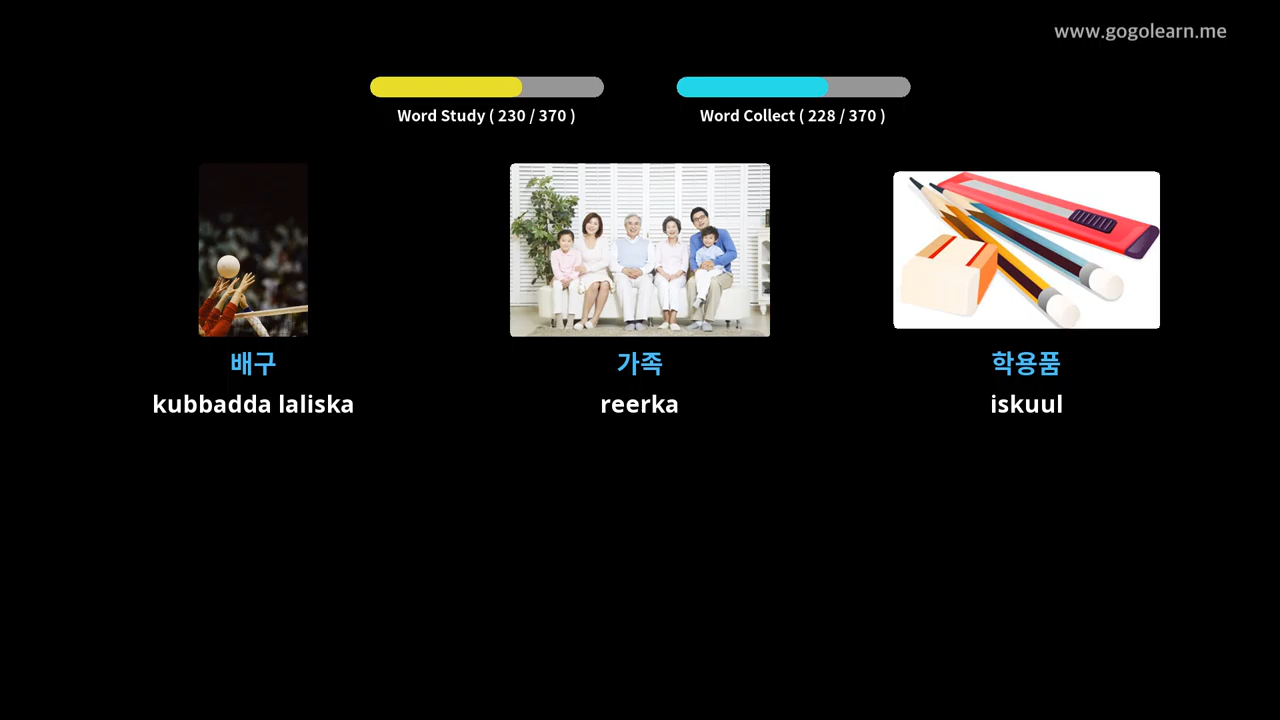 www.gogolearn.me
Word Study ( 230 / 370 )
Word Collect ( 228 / 370 )
배구
가족
학용품
kubbadda laliska
reerka
iskuul